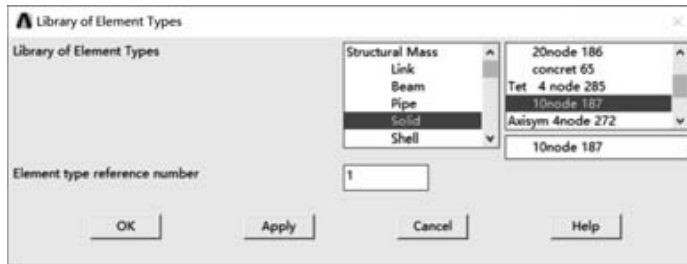 Library of Element Types
Library of Element Types
Structural Mass
Link
Beam
Pipe
Solid
Shell
20node 186
concret 65
Tet 4 node 285
10node 187
Axisym 4node 272
10node 187
Element type reference number
1
OK
Apply
Cancel
Help